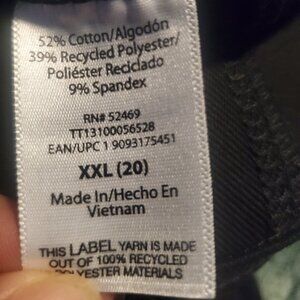 52% Cotton/Algodón
39% Recycled Polyester/
Poliéster Reciclado
9% Spandex
RN# 52469
TT13100056528
EAN/UPC 1 9093175451
XXL (20)
Made in/Hecho En
Vietnam
THIS LABEL YARN IS MADE
OUT OF 100% RECYCLED
POLYESTER MATERIALS